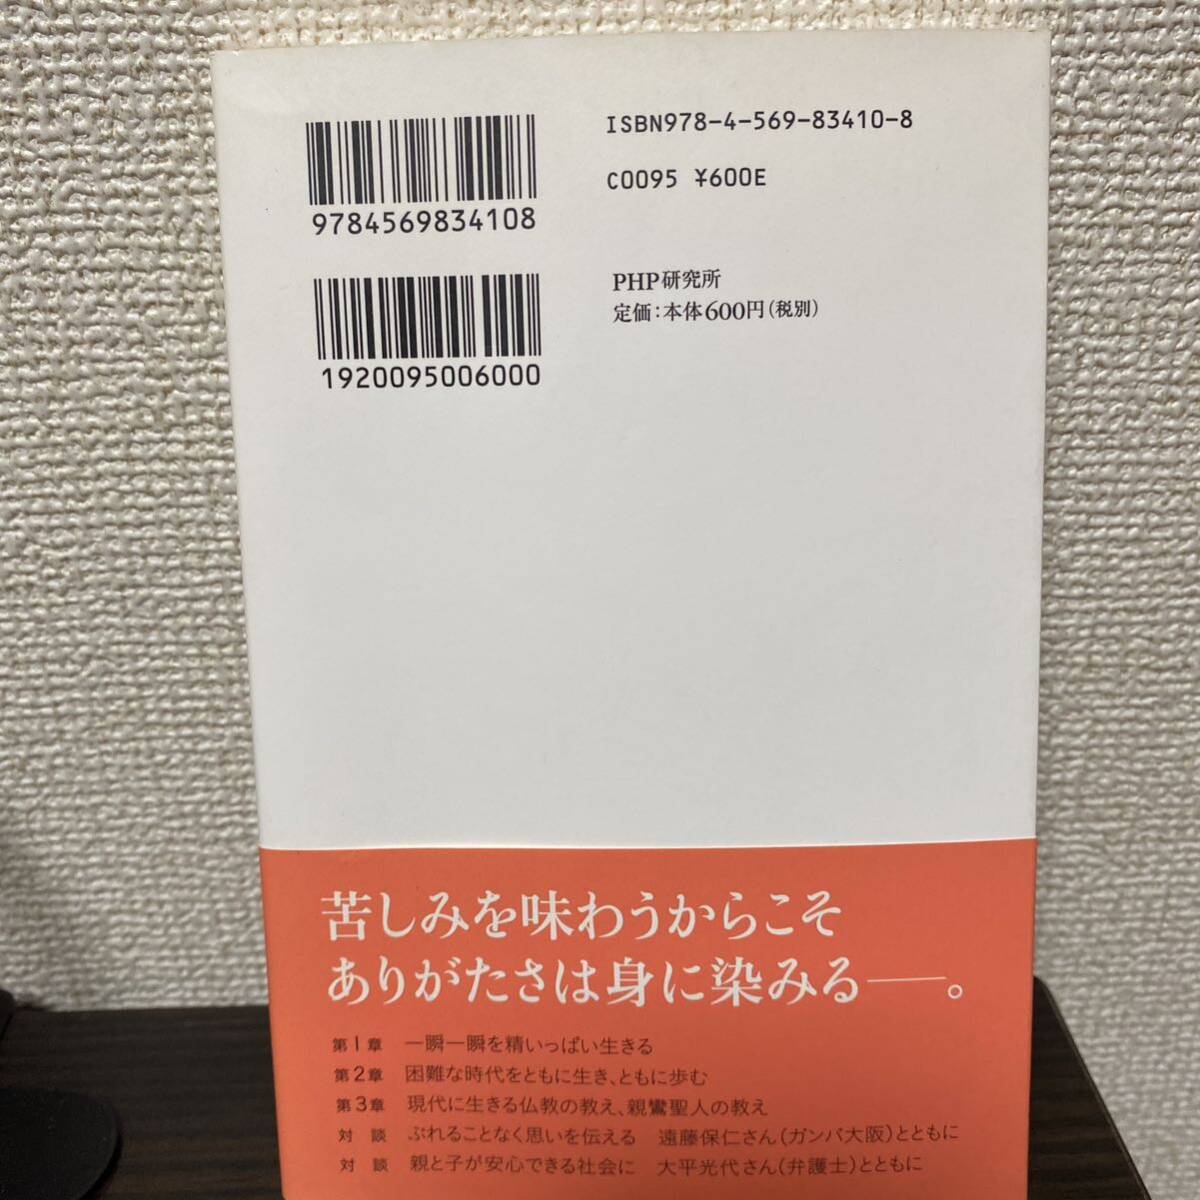 ISBN978-4-569-83410-8
C0095 ¥600E
9784569834108
PHP研究所
定価：本体600円（税別）
1920095006000
苦しみを味わうからこそ
ありがたさは身に染みる――。
第1章 一瞬一瞬を精いっぱい生きる
第2章 困難な時代をともに生き、ともに歩む
第3章 現代に生きる仏教の教え、親鸞聖人の教え
対談 ぶれることなく思いを伝える 遠藤保仁さん（ガンバ大阪）とともに
対談 親と子が安心できる社会に 大平光代さん（弁護士）とともに